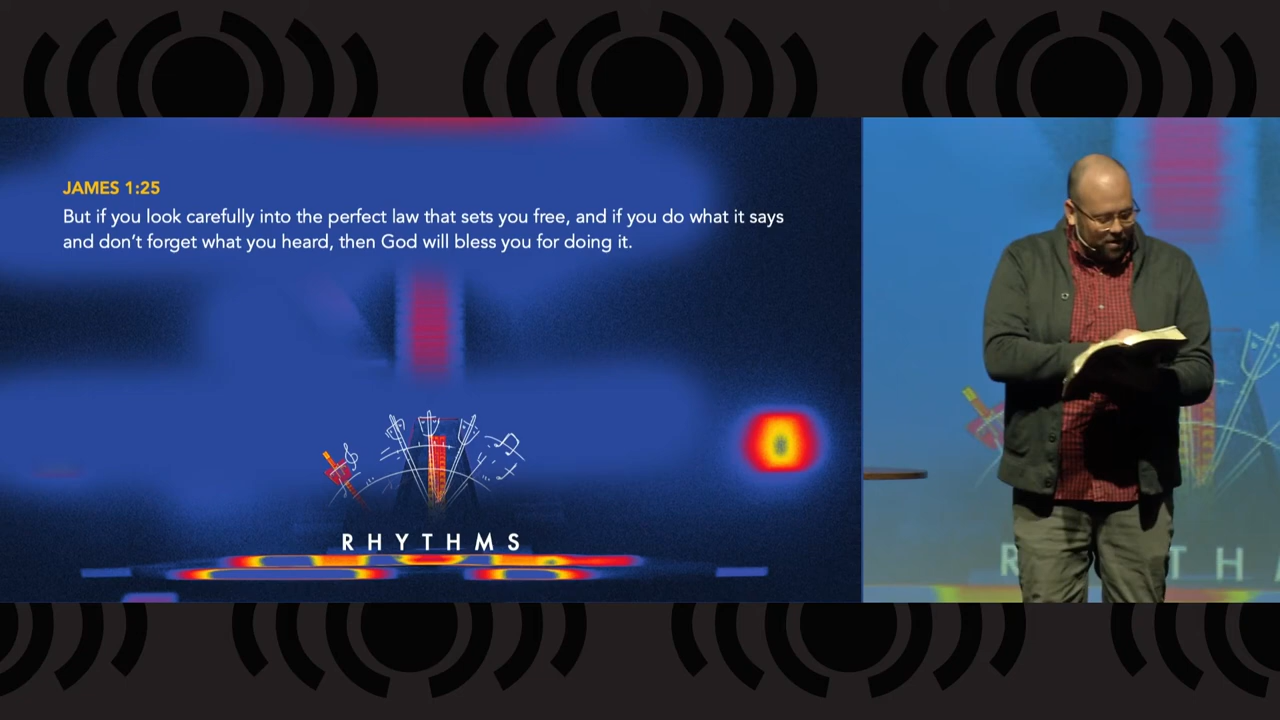 JAMES 1:25
But if you look carefully into the perfect law that sets you free, and if you do what it says
and don't forget what you heard, then God will bless you for doing it.
RHYTHMS
R TH